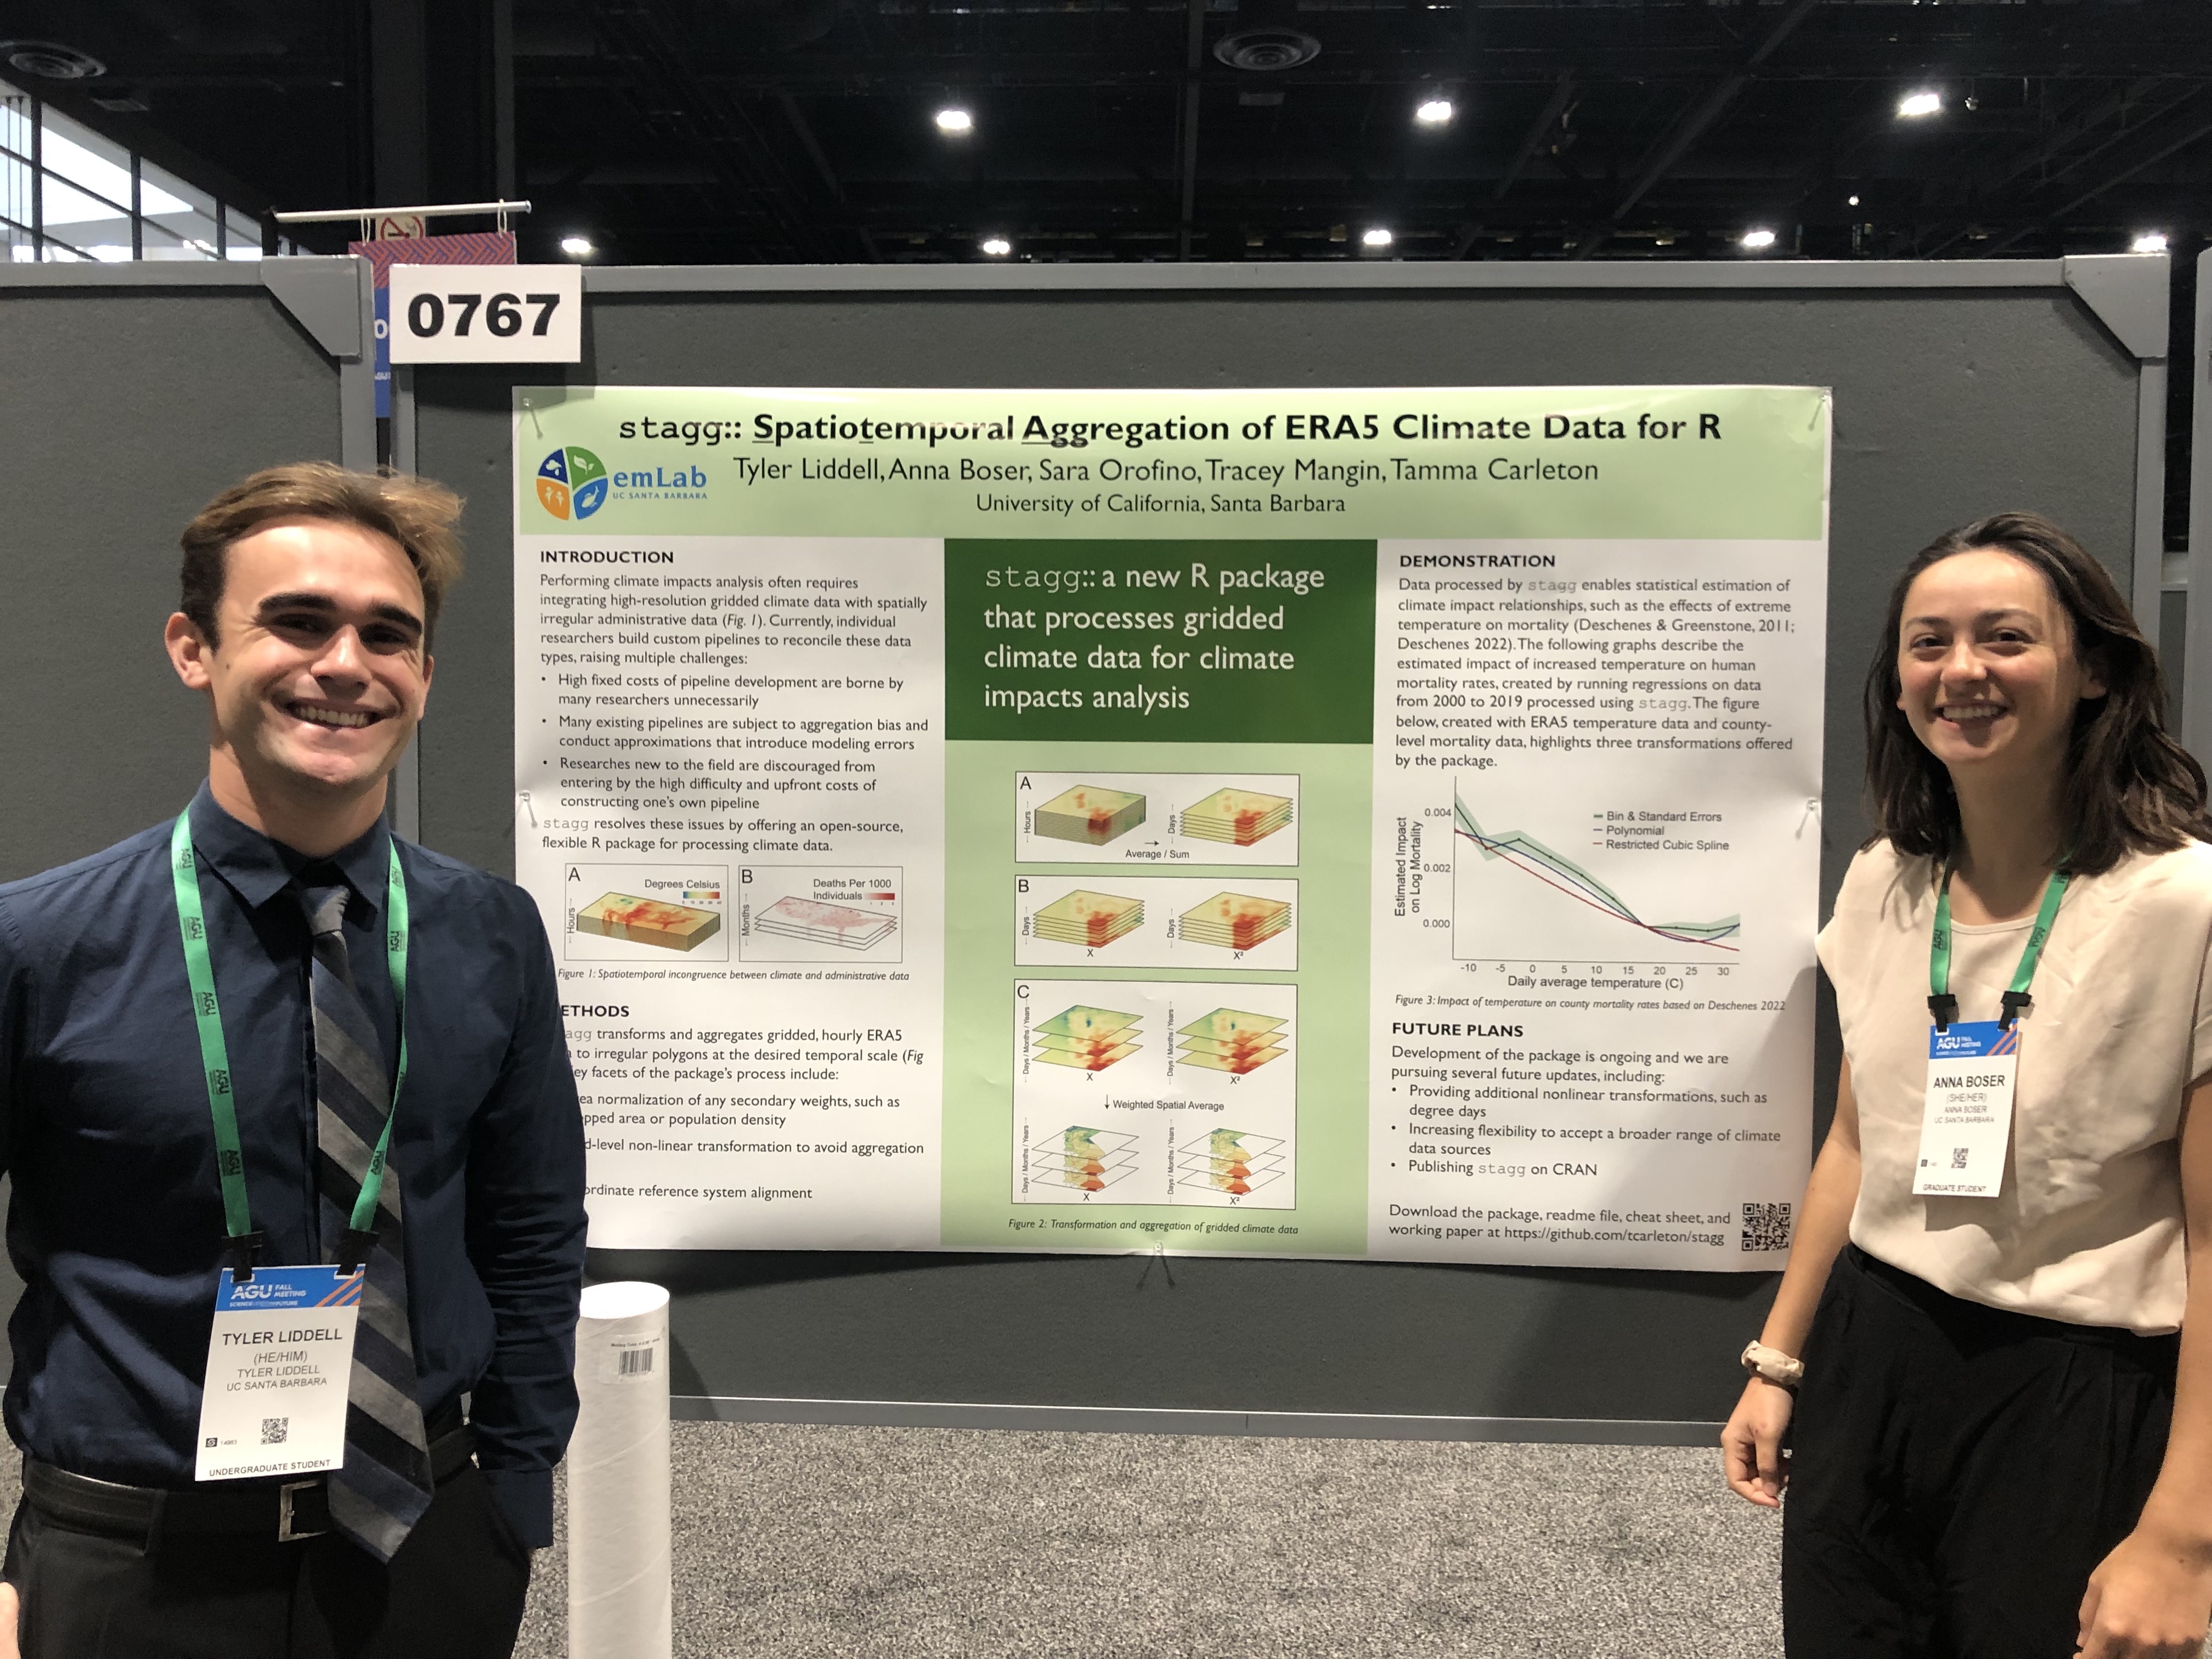 0767
stagg:: Spatiotemporal Aggregation of ERA5 Climate Data for R
emLab
UC SANTA BARBARA
Tyler Liddell, Anna Boser, Sara Orofino, Tracey Mangin, Tamma Carleton
University of California, Santa Barbara
INTRODUCTION
Performing climate impacts analysis often requires
integrating high-resolution gridded climate data with spatially
irregular administrative data (Fig. 1). Currently, individual
researchers build custom pipelines to reconcile these data
types, raising multiple challenges:
• High fixed costs of pipeline development are borne by
many researchers unnecessarily
• Many existing pipelines are subject to aggregation bias and
conduct approximations that introduce modeling errors
• Researches new to the field are discouraged from
entering by the high difficulty and upfront costs of
constructing one's own pipeline
stagg resolves these issues by offering an open-source,
flexible R package for processing climate data.
A
Degrees Celsius
Hours
B
Deaths Per 1000
Individuals
Months
Figure 1: Spatiotemporal incongruence between climate and administrative data
ETHODS
agg transforms and aggregates gridded, hourly ERA5
to irregular polygons at the desired temporal scale (Fig
ey facets of the package's process include:
ea normalization of any secondary weights, such as
pped area or population density
d-level non-linear transformation to avoid aggregation
ordinate reference system alignment
stagg:: a new R package
that processes gridded
climate data for climate
impacts analysis
A
Hours
Days
Average / Sum
B
Days
Days
X
X²
C
Days / Months / Years
Days / Months / Years
X
X²
Weighted Spatial Average
Days / Months / Years
Days / Months / Years
X
X²
Figure 2: Transformation and aggregation of gridded climate data
DEMONSTRATION
Data processed by stagg enables statistical estimation of
climate impact relationships, such as the effects of extreme
temperature on mortality (Deschenes & Greenstone, 2011;
Deschenes 2022). The following graphs describe the
estimated impact of increased temperature on human
mortality rates, created by running regressions on data
from 2000 to 2019 processed using stagg. The figure
below, created with ERA5 temperature data and county-
level mortality data, highlights three transformations offered
by the package.
Estimated Impact
on Log Mortality
0.004
0.002
0.000
Bin & Standard Errors
Polynomial
Restricted Cubic Spline
-10 -5 0 5 10 15 20 25 30
Daily average temperature (C)
Figure 3: Impact of temperature on county mortality rates based on Deschenes 2022
FUTURE PLANS
Development of the package is ongoing and we are
pursuing several future updates, including:
• Providing additional nonlinear transformations, such as
degree days
• Increasing flexibility to accept a broader range of climate
data sources
• Publishing stagg on CRAN
Download the package, readme file, cheat sheet, and
working paper at https://github.com/tcarleton/stagg
AGU FALL
MEETING
TYLER LIDDELL
(HE/HIM)
TYLER LIDDELL
UC SANTA BARBARA
UNDERGRADUATE STUDENT
AGU FALL
MEETING
ANNA BOSER
(SHE/HER)
ANNA BOSER
UC SANTA BARBARA
GRADUATE STUDENT
AGU
AGU
AGU
AGU
AGU
AGU
AGU